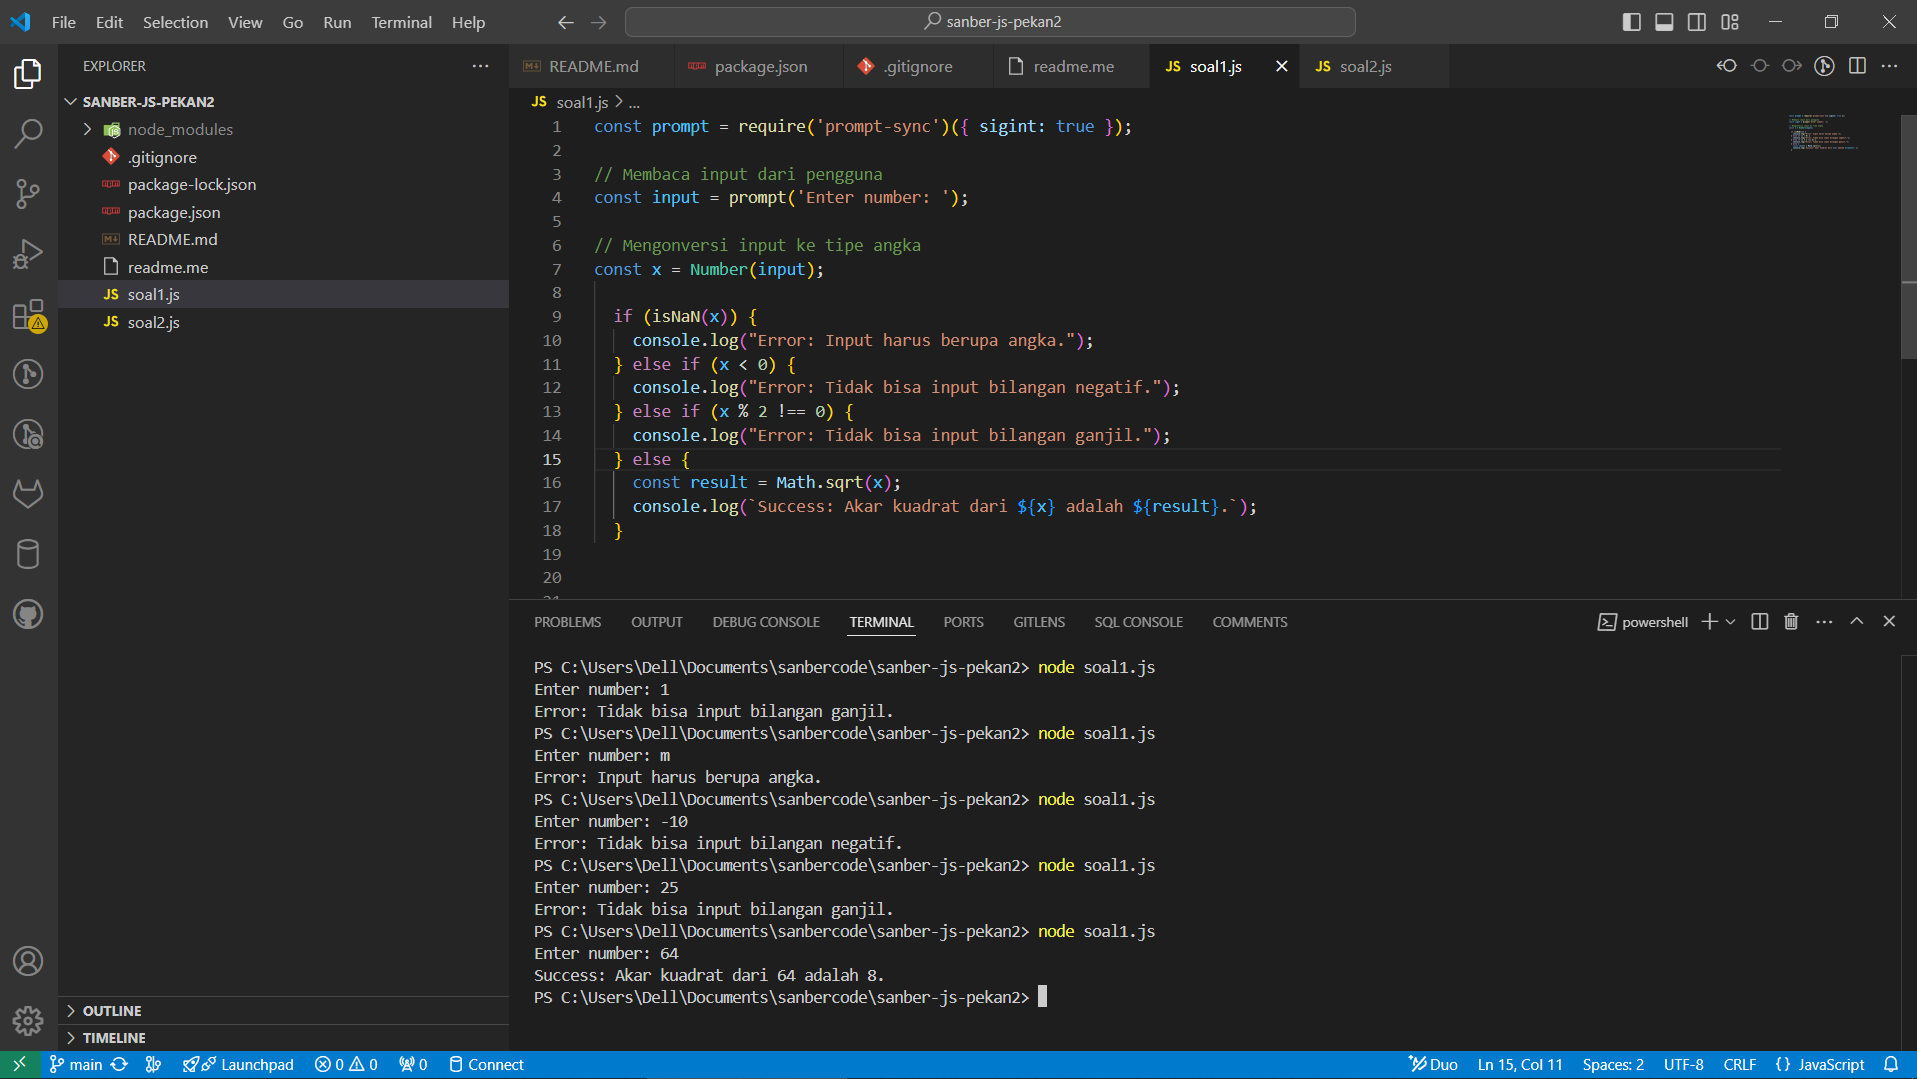 File Edit Selection View Go Run Terminal Help
sanber-js-pekan2
EXPLORER
SANBER-JS-PEKAN2
node_modules
.gitignore
package-lock.json
package.json
README.md
readme.me
JS soal1.js
JS soal2.js
OUTLINE
TIMELINE
README.md package.json .gitignore readme.me JS soal1.js JS soal2.js
JS soal1.js > ...
1 const prompt = require('prompt-sync')({ sigint: true });
2
3 // Membaca input dari pengguna
4 const input = prompt('Enter number: ');
5
6 // Mengonversi input ke tipe angka
7 const x = Number(input);
8
9 if (isNaN(x)) {
10 console.log("Error: Input harus berupa angka.");
11 } else if (x < 0) {
12 console.log("Error: Tidak bisa input bilangan negatif.");
13 } else if (x % 2 !== 0) {
14 console.log("Error: Tidak bisa input bilangan ganjil.");
15 } else {
16 const result = Math.sqrt(x);
17 console.log(`Success: Akar kuadrat dari ${x} adalah ${result}.`);
18 }
19
20
PROBLEMS OUTPUT DEBUG CONSOLE TERMINAL PORTS GITLENS SQL CONSOLE COMMENTS
powershell
PS C:\Users\Dell\Documents\sanbercode\sanber-js-pekan2> node soal1.js
Enter number: 1
Error: Tidak bisa input bilangan ganjil.
PS C:\Users\Dell\Documents\sanbercode\sanber-js-pekan2> node soal1.js
Enter number: m
Error: Input harus berupa angka.
PS C:\Users\Dell\Documents\sanbercode\sanber-js-pekan2> node soal1.js
Enter number: -10
Error: Tidak bisa input bilangan negatif.
PS C:\Users\Dell\Documents\sanbercode\sanber-js-pekan2> node soal1.js
Enter number: 25
Error: Tidak bisa input bilangan ganjil.
PS C:\Users\Dell\Documents\sanbercode\sanber-js-pekan2> node soal1.js
Enter number: 64
Success: Akar kuadrat dari 64 adalah 8.
PS C:\Users\Dell\Documents\sanbercode\sanber-js-pekan2>
main Launchpad 0 0 0 Connect Duo Ln 15, Col 11 Spaces: 2 UTF-8 CRLF {} JavaScript